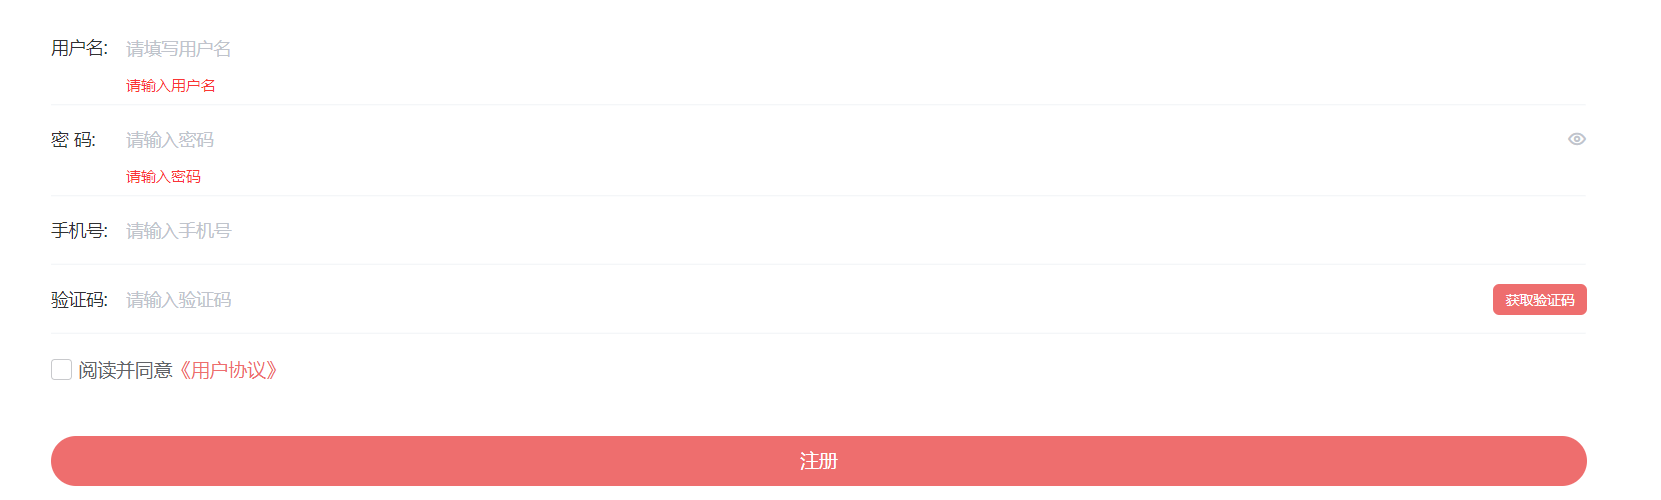 用户名: 请填写用户名
请输入用户名
密 码: 请输入密码
请输入密码
手机号: 请输入手机号
验证码: 请输入验证码 获取验证码
阅读并同意《用户协议》
注册